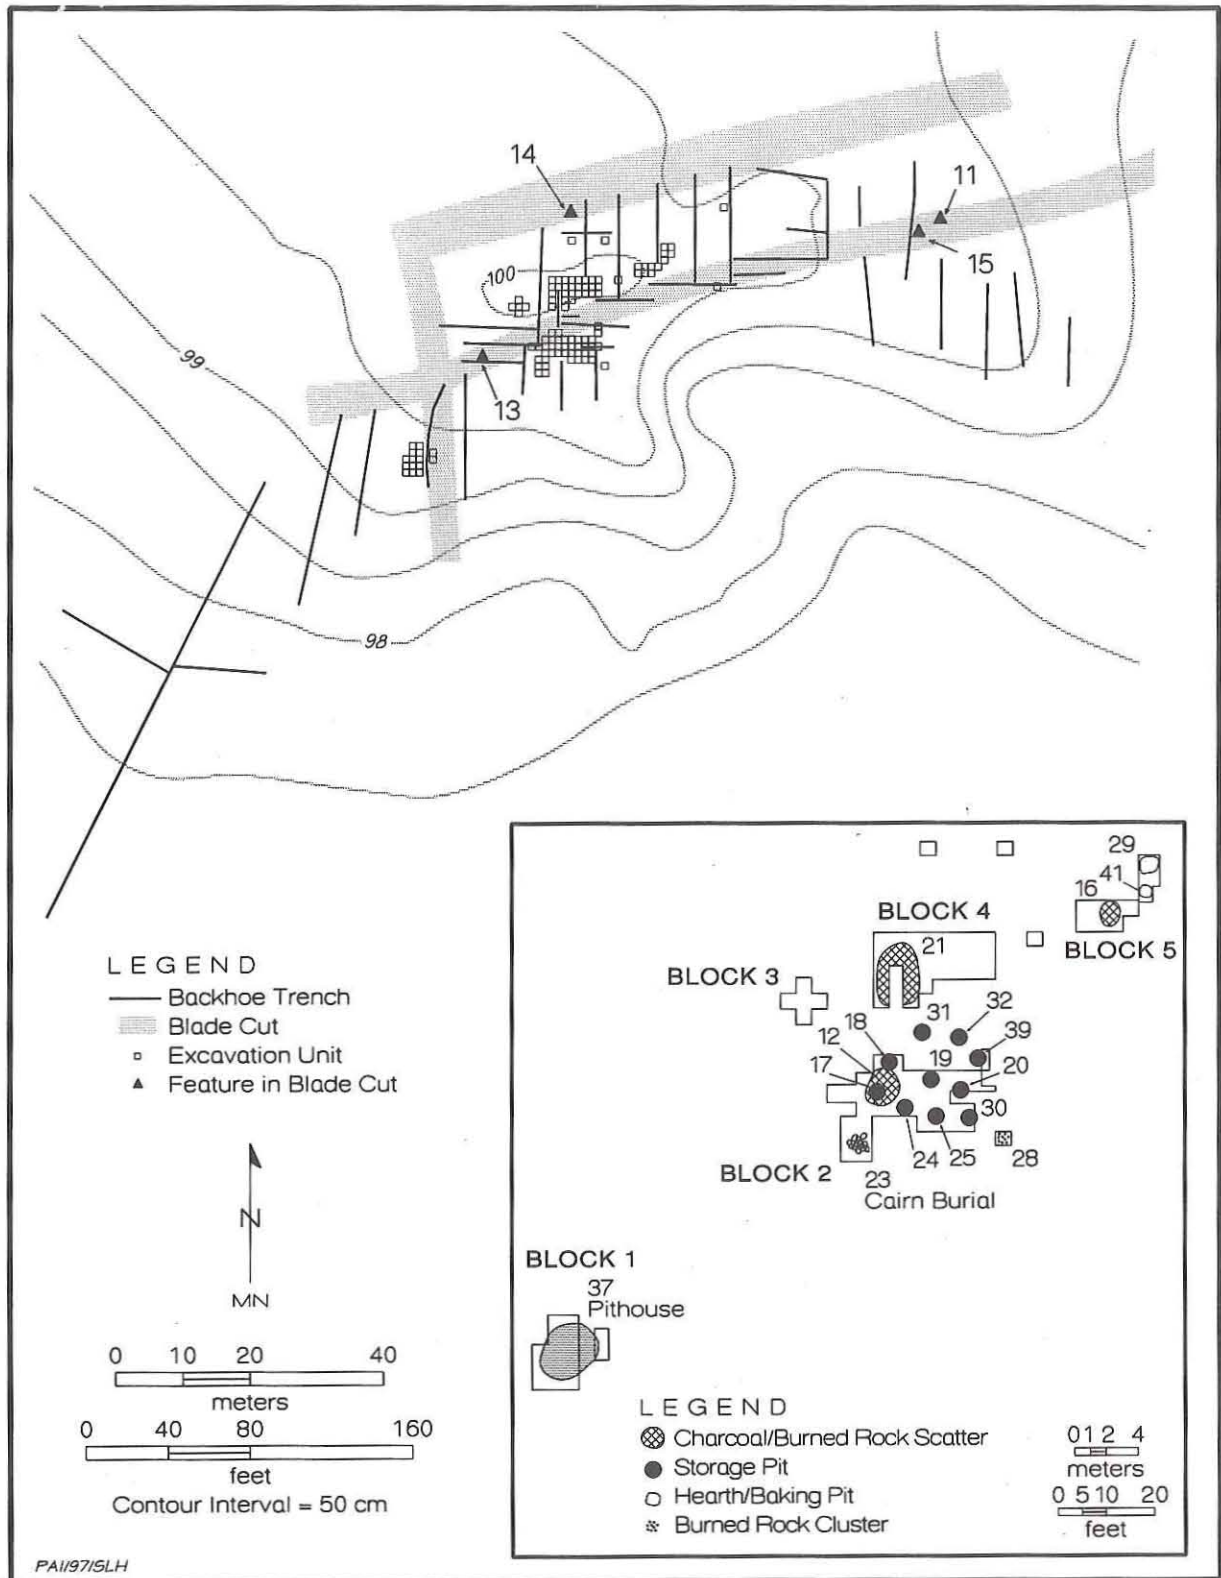 14
11
15
100
99
13
98
LEGEND
Backhoe Trench
Blade Cut
Excavation Unit
Feature in Blade Cut
N
MN
0 10 20 40
meters
0 40 80 160
feet
Contour Interval = 50 cm
PAI/97/SLH
29
41
16
BLOCK 4
21
BLOCK 5
BLOCK 3
32
31
18
39
12
19
20
17
30
24 25 28
BLOCK 2
23
Cairn Burial
BLOCK 1
37
Pithouse
LEGEND
Charcoal/Burned Rock Scatter
Storage Pit
Hearth/Baking Pit
Burned Rock Cluster
0 1 2 4
meters
0 5 10 20
feet